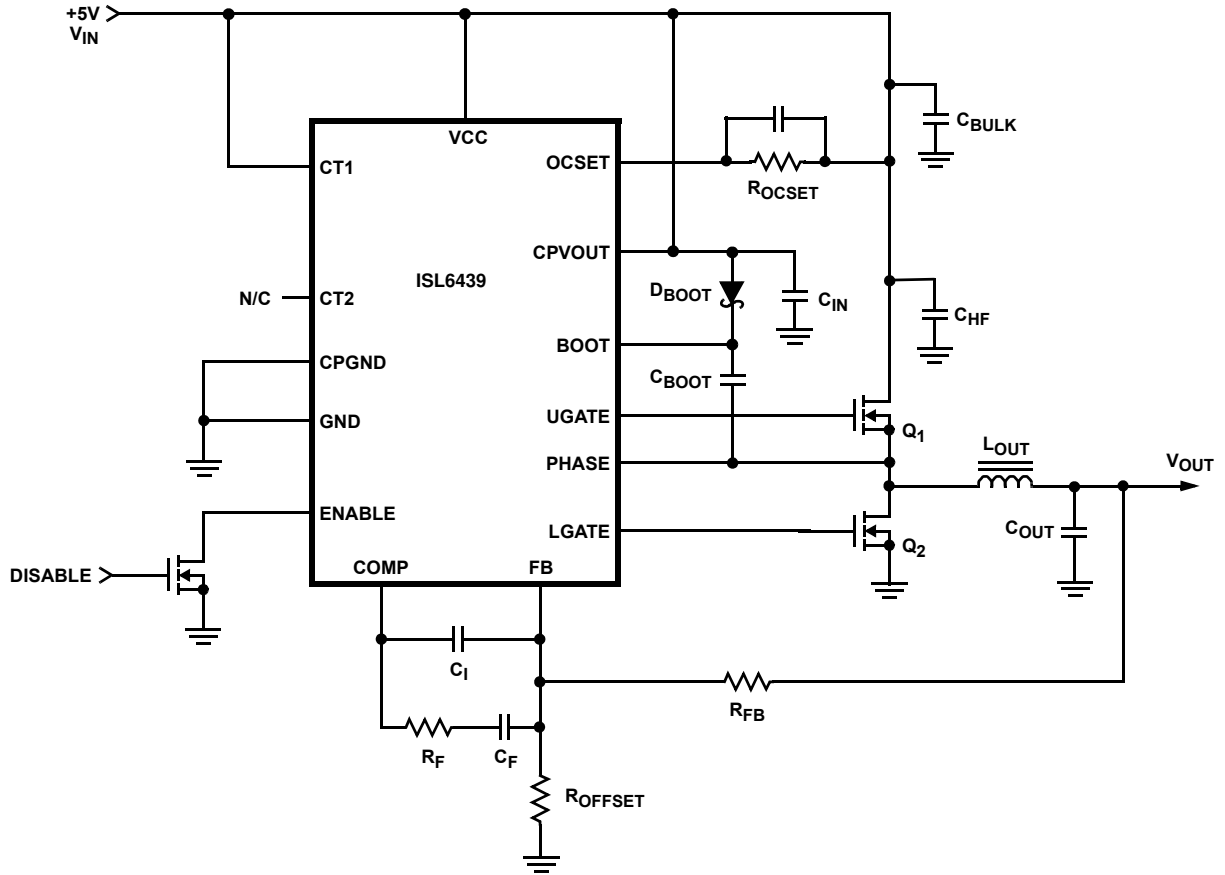 +5V
VIN
VCC
CT1
OCSET
ROCSET
CBULK
CPVOUT
ISL6439
DBOOT
CIN
N/C
CT2
CHF
BOOT
CPGND
CBOOT
UGATE
GND
Q1
LOUT
PHASE
VOUT
ENABLE
LGATE
COUT
Q2
DISABLE
COMP
FB
CI
RFB
RF
CF
ROFFSET